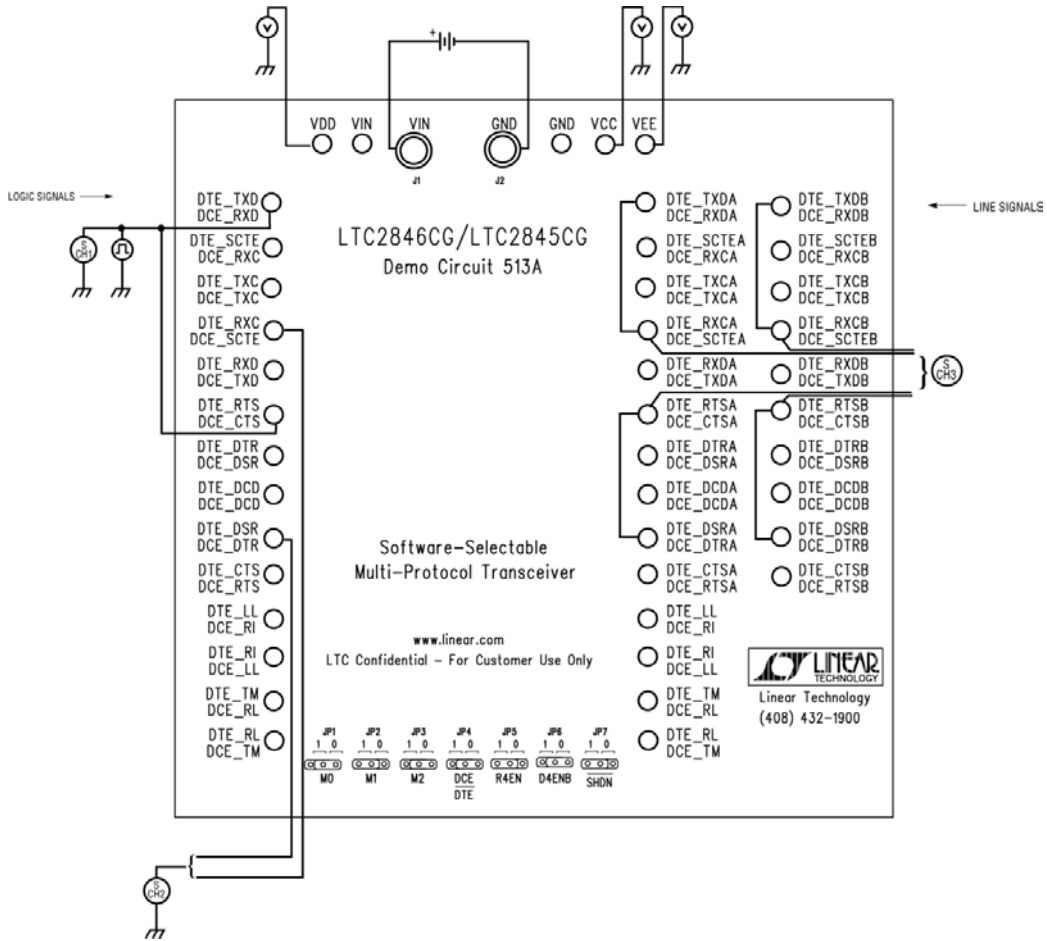 +
V
V
V
VDD
VIN
VIN
GND
GND
VCC
VEE
J1
J2
LOGIC SIGNALS
LINE SIGNALS
S
CH1
LTC2846CG/LTC2845CG
Demo Circuit 513A
DTE_TXD
DCE_RXD
DTE_SCTE
DCE_RXC
DTE_TXC
DCE_TXC
DTE_RXC
DCE_SCTE
DTE_RXD
DCE_TXD
DTE_RTS
DCE_CTS
DTE_DTR
DCE_DSR
DTE_DCD
DCE_DCD
DTE_DSR
DCE_DTR
DTE_CTS
DCE_RTS
DTE_LL
DCE_RI
DTE_RI
DCE_LL
DTE_TM
DCE_RL
DTE_RL
DCE_TM
DTE_TXDA
DCE_RXDA
DTE_SCTEA
DCE_RXCA
DTE_TXCA
DCE_TXCA
DTE_RXCA
DCE_SCTEA
DTE_RXDA
DCE_TXDA
DTE_RTSA
DCE_CTSA
DTE_DTRA
DCE_DSRA
DTE_DCDA
DCE_DCDA
DTE_DSRA
DCE_DTRA
DTE_CTSA
DCE_RTSA
DTE_LL
DCE_RI
DTE_RI
DCE_LL
DTE_TM
DCE_RL
DTE_RL
DCE_TM
DTE_TXDB
DCE_RXDB
DTE_SCTEB
DCE_RXCB
DTE_TXCB
DCE_TXCB
DTE_RXCB
DCE_SCTEB
DTE_RXDB
DCE_TXDB
DTE_RTSB
DCE_CTSB
DTE_DTRB
DCE_DSRB
DTE_DCDB
DCE_DCDB
DTE_DSRB
DCE_DTRB
DTE_CTSB
DCE_RTSB
S
CH3
Software-Selectable
Multi-Protocol Transceiver
www.linear.com
LTC Confidential - For Customer Use Only
LT LINEAR
TECHNOLOGY
Linear Technology
(408) 432-1900
JP1
1 0
M0
JP2
1 0
M1
JP3
1 0
M2
JP4
1 0
DCE
DTE
JP5
1 0
R4EN
JP6
1 0
D4ENB
JP7
1 0
SHDN
S
CH2